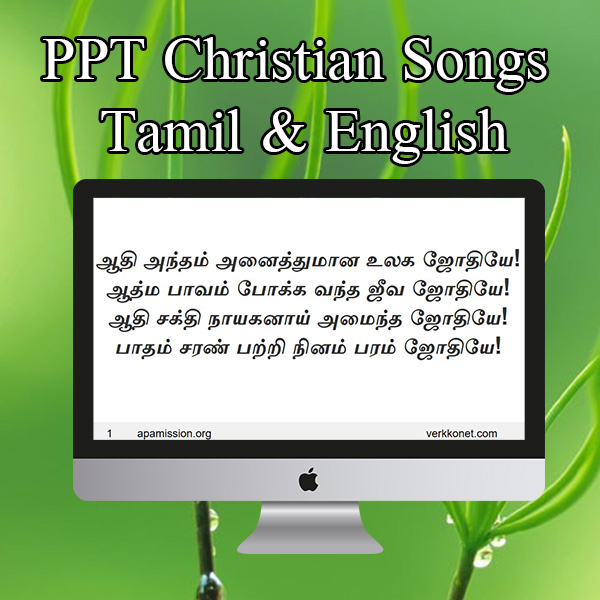 PPT Christian Songs
Tamil & English
ஆதி அந்தம் அனைத்துமான உலக ஜோதியே!
ஆத்ம பாவம் போக்க வந்த ஜீவ ஜோதியே!
ஆதி சக்தி நாயகனாய் அமைந்த ஜோதியே!
பாதம் சரண் பற்றி நினம் பரம் ஜோதியே!
1 apamission.org verkkonet.com